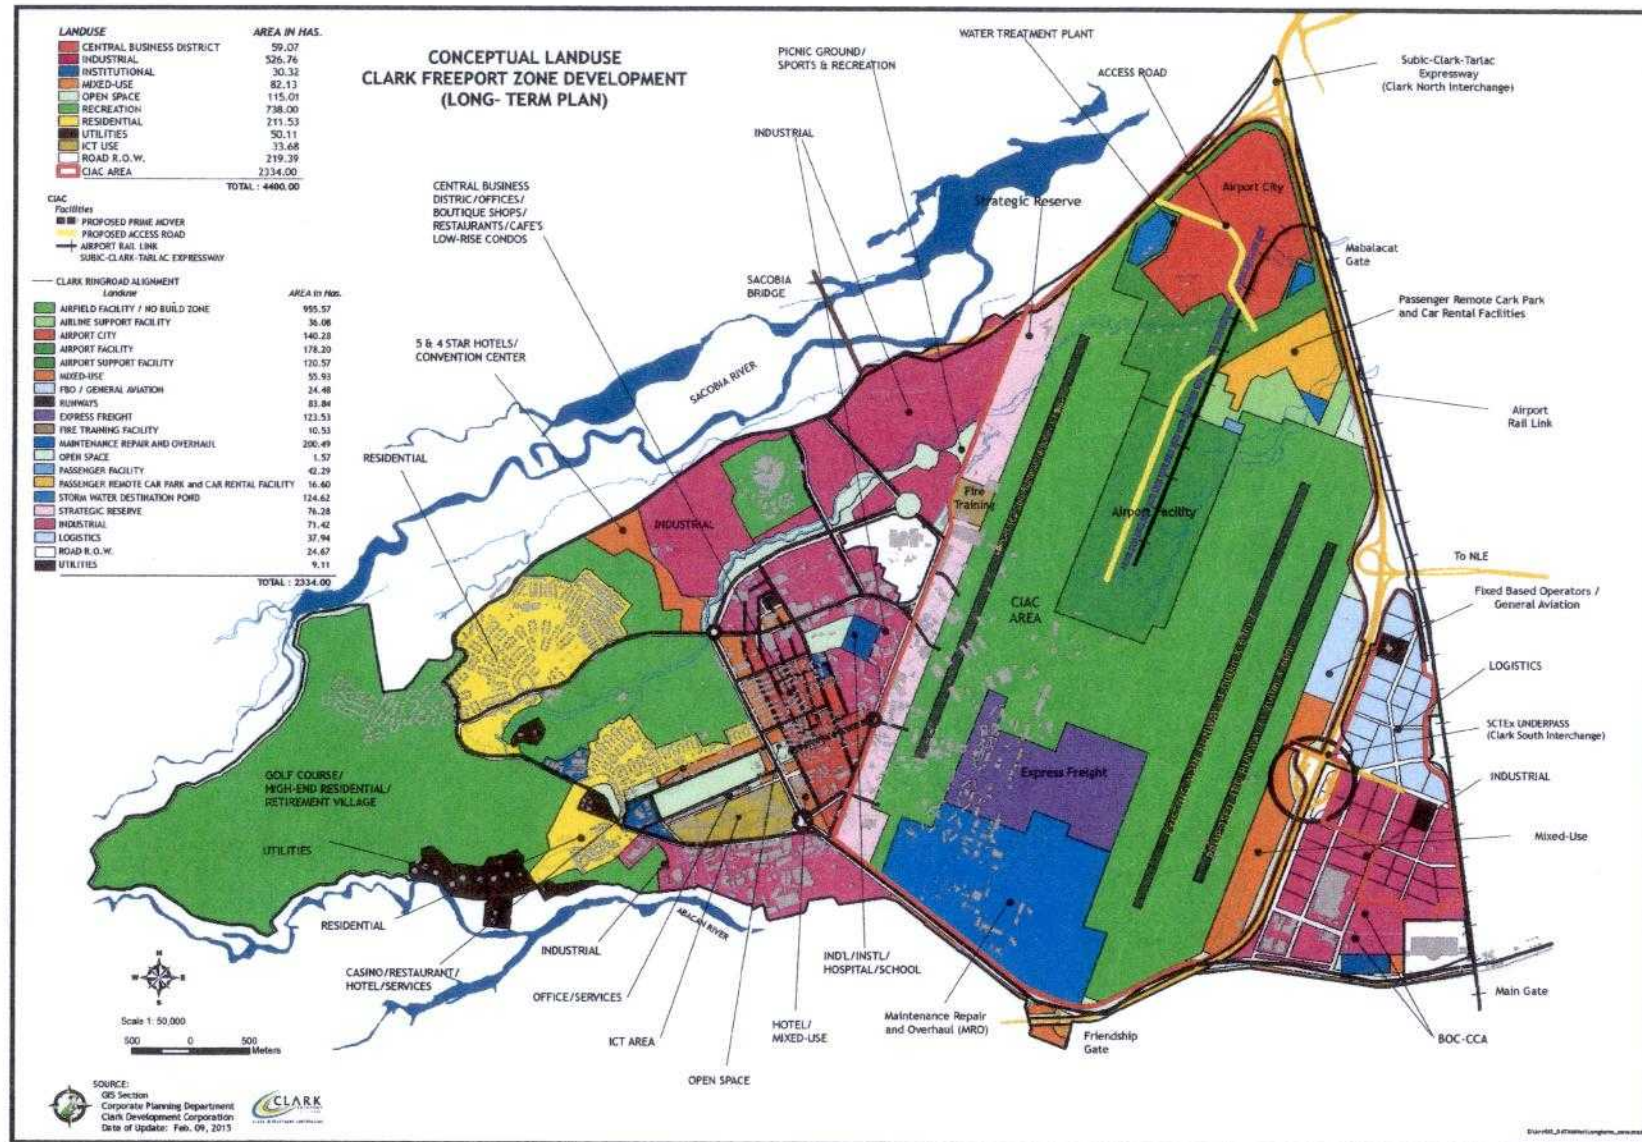 CONCEPTUAL LANDUSE
CLARK FREEPORT ZONE DEVELOPMENT
(LONG- TERM PLAN)
LANDUSE AREA IN HAS.
CENTRAL BUSINESS DISTRICT 59.07
INDUSTRIAL 526.76
INSTITUTIONAL 30.32
MIXED-USE 82.13
OPEN SPACE 115.01
RECREATION 738.00
RESIDENTIAL 211.53
UTILITIES 50.11
ICT USE 33.68
ROAD R.O.W. 219.39
CIAC AREA 2334.00
TOTAL : 4400.00
CIAC
Facilities
PROPOSED PRIME MOVER
PROPOSED ACCESS ROAD
AIRPORT RAIL LINK
SUBIC-CLARK-TARLAC EXPRESSWAY
CLARK RINGROAD ALIGNMENT
Landuse AREA in Has.
AIRFIELD FACILITY / NO BUILD ZONE 955.57
AIRLINE SUPPORT FACILITY 36.08
AIRPORT CITY 140.28
AIRPORT FACILITY 178.20
AIRPORT SUPPORT FACILITY 120.57
MIXED-USE 55.93
FBO / GENERAL AVIATION 24.48
RUNWAYS 83.84
EXPRESS FREIGHT 123.53
FIRE TRAINING FACILITY 10.53
MAINTENANCE REPAIR AND OVERHAUL 200.49
OPEN SPACE 1.57
PASSENGER FACILITY 42.29
PASSENGER REMOTE CAR PARK and CAR RENTAL FACILITY 16.60
STORM WATER DESTINATION POND 124.62
STRATEGIC RESERVE 76.28
INDUSTRIAL 71.42
LOGISTICS 37.94
ROAD R.O.W. 24.67
UTILITIES 9.11
TOTAL : 2334.00
WATER TREATMENT PLANT
PICNIC GROUND/
SPORTS & RECREATION
ACCESS ROAD
Subic-Clark-Tarlac
Expressway
(Clark North Interchange)
INDUSTRIAL
CENTRAL BUSINESS
DISTRIC/OFFICES/
BOUTIQUE SHOPS/
RESTAURANTS/CAFE'S
LOW-RISE CONDOS
Strategic Reserve
Airport City
Mabalacat
Gate
SACOBIA
BRIDGE
Passenger Remote Cark Park
and Car Rental Facilities
5 & 4 STAR HOTELS/
CONVENTION CENTER
SACOBIA RIVER
Airport
Rail Link
RESIDENTIAL
INDUSTRIAL
Fire
Training
Airport Facility
To NLE
CIAC
AREA
Fixed Based Operators /
General Aviation
LOGISTICS
SCTEx UNDERPASS
(Clark South Interchange)
Express Freight
INDUSTRIAL
GOLF COURSE/
HIGH-END RESIDENTIAL/
RETIREMENT VILLAGE
Mixed-Use
UTILITIES
RESIDENTIAL
ABACAN RIVER
CASINO/RESTAURANT/
HOTEL/SERVICES
INDUSTRIAL
OFFICE/SERVICES
IND'L/INSTL/
HOSPITAL/SCHOOL
Main Gate
ICT AREA
HOTEL/
MIXED-USE
Maintenance Repair
and Overhaul (MRO)
Friendship
Gate
BOC-CCA
OPEN SPACE
N
W E
S
Scale 1: 50,000
500 0 500
Meters
SOURCE:
GIS Section
Corporate Planning Department
Clark Development Corporation
Date of Update: Feb. 09, 2015
CLARK